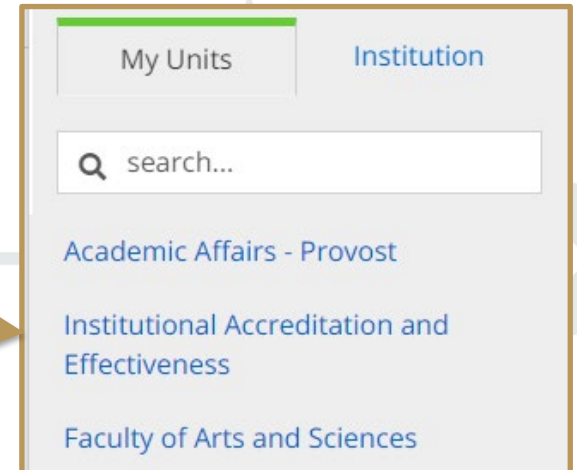 My Units Institution
search...
Academic Affairs - Provost
Institutional Accreditation and
Effectiveness
Faculty of Arts and Sciences